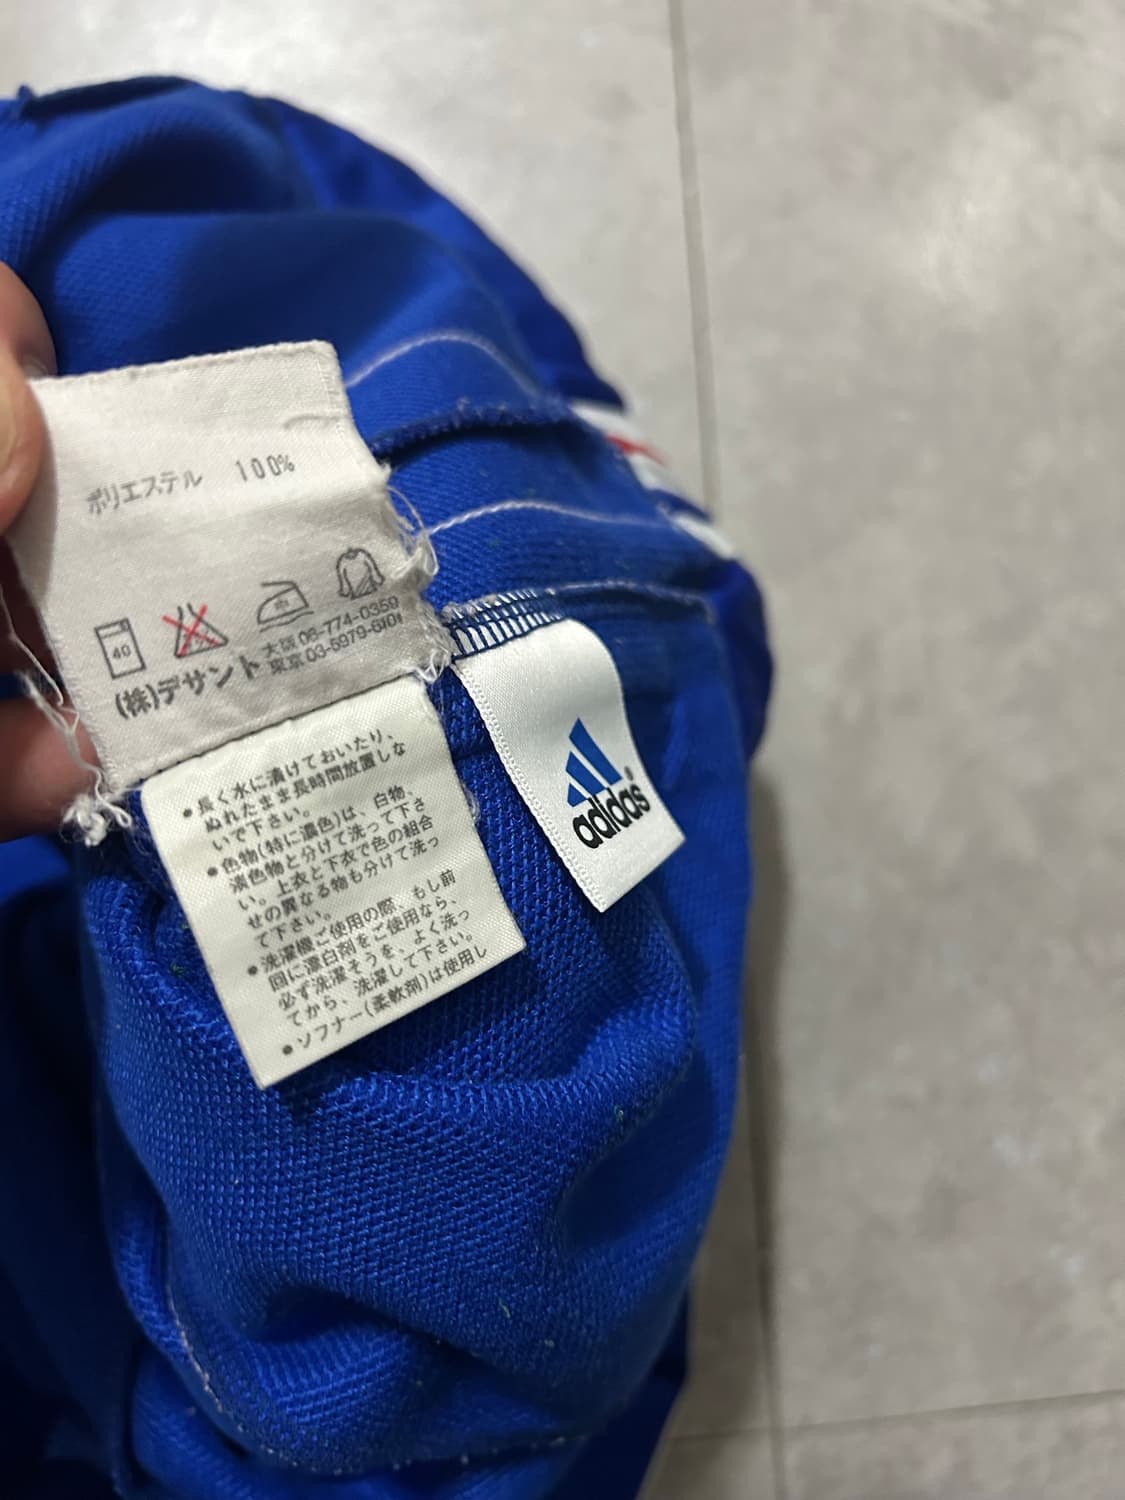 ポリエステル 100%
40
中
(株)デサント
大阪 06-774-0359
東京 03-5979-6101
•長く水に漬けておいたり、
ぬれたまま長時間放置しな
いで下さい。
•色物(特に濃色)は、白物、
淡色物と分けて洗って下さ
い。上衣と下衣で色の組合
せの異なる物も分けて洗っ
て下さい。
•洗濯機ご使用の際、もし前
回に漂白剤をご使用なら、
必ず洗濯そうを、よく洗っ
てから、洗濯して下さい。
•ソフナー(柔軟剤)は使用し
adidas®